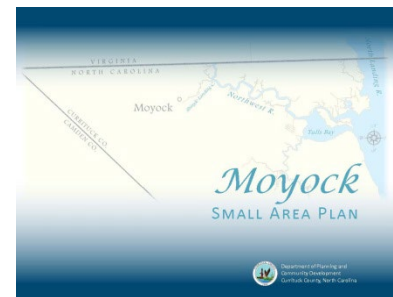 VIRGINIA
NORTH CAROLINA
Moyock
Northwest R.
Tulls Bay
CURRITUCK CO.
CAMDEN CO.
Moyock
SMALL AREA PLAN
Department of Planning and
Community Development
Currituck County, North Carolina